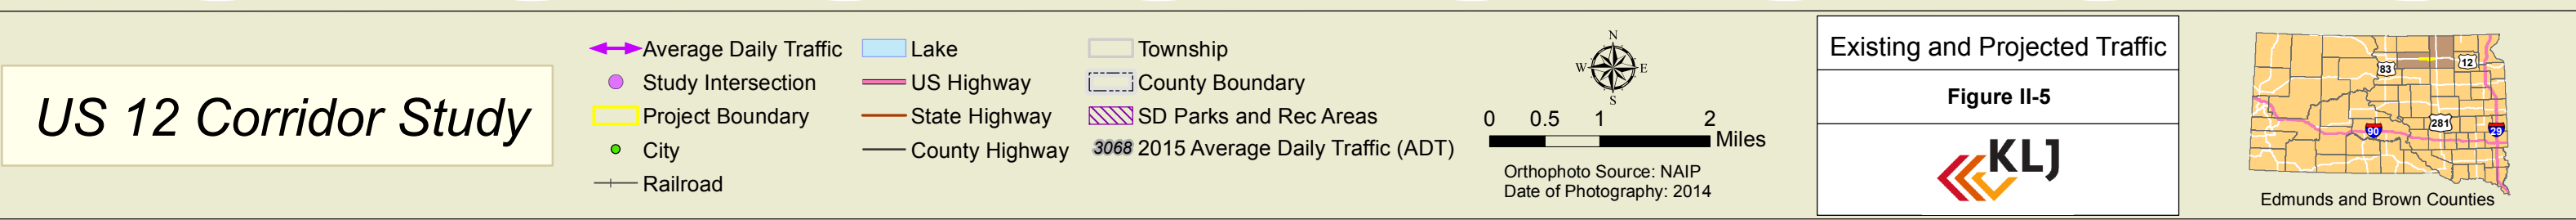 US 12 Corridor Study
Average Daily Traffic
Study Intersection
Project Boundary
City
Railroad
Lake
US Highway
State Highway
County Highway
Township
County Boundary
SD Parks and Rec Areas
3068 2015 Average Daily Traffic (ADT)
N
W E
S
0 0.5 1 2
Miles
Orthophoto Source: NAIP
Date of Photography: 2014
Existing and Projected Traffic
Figure II-5
KLJ
83 12
281
90 29
Edmunds and Brown Counties